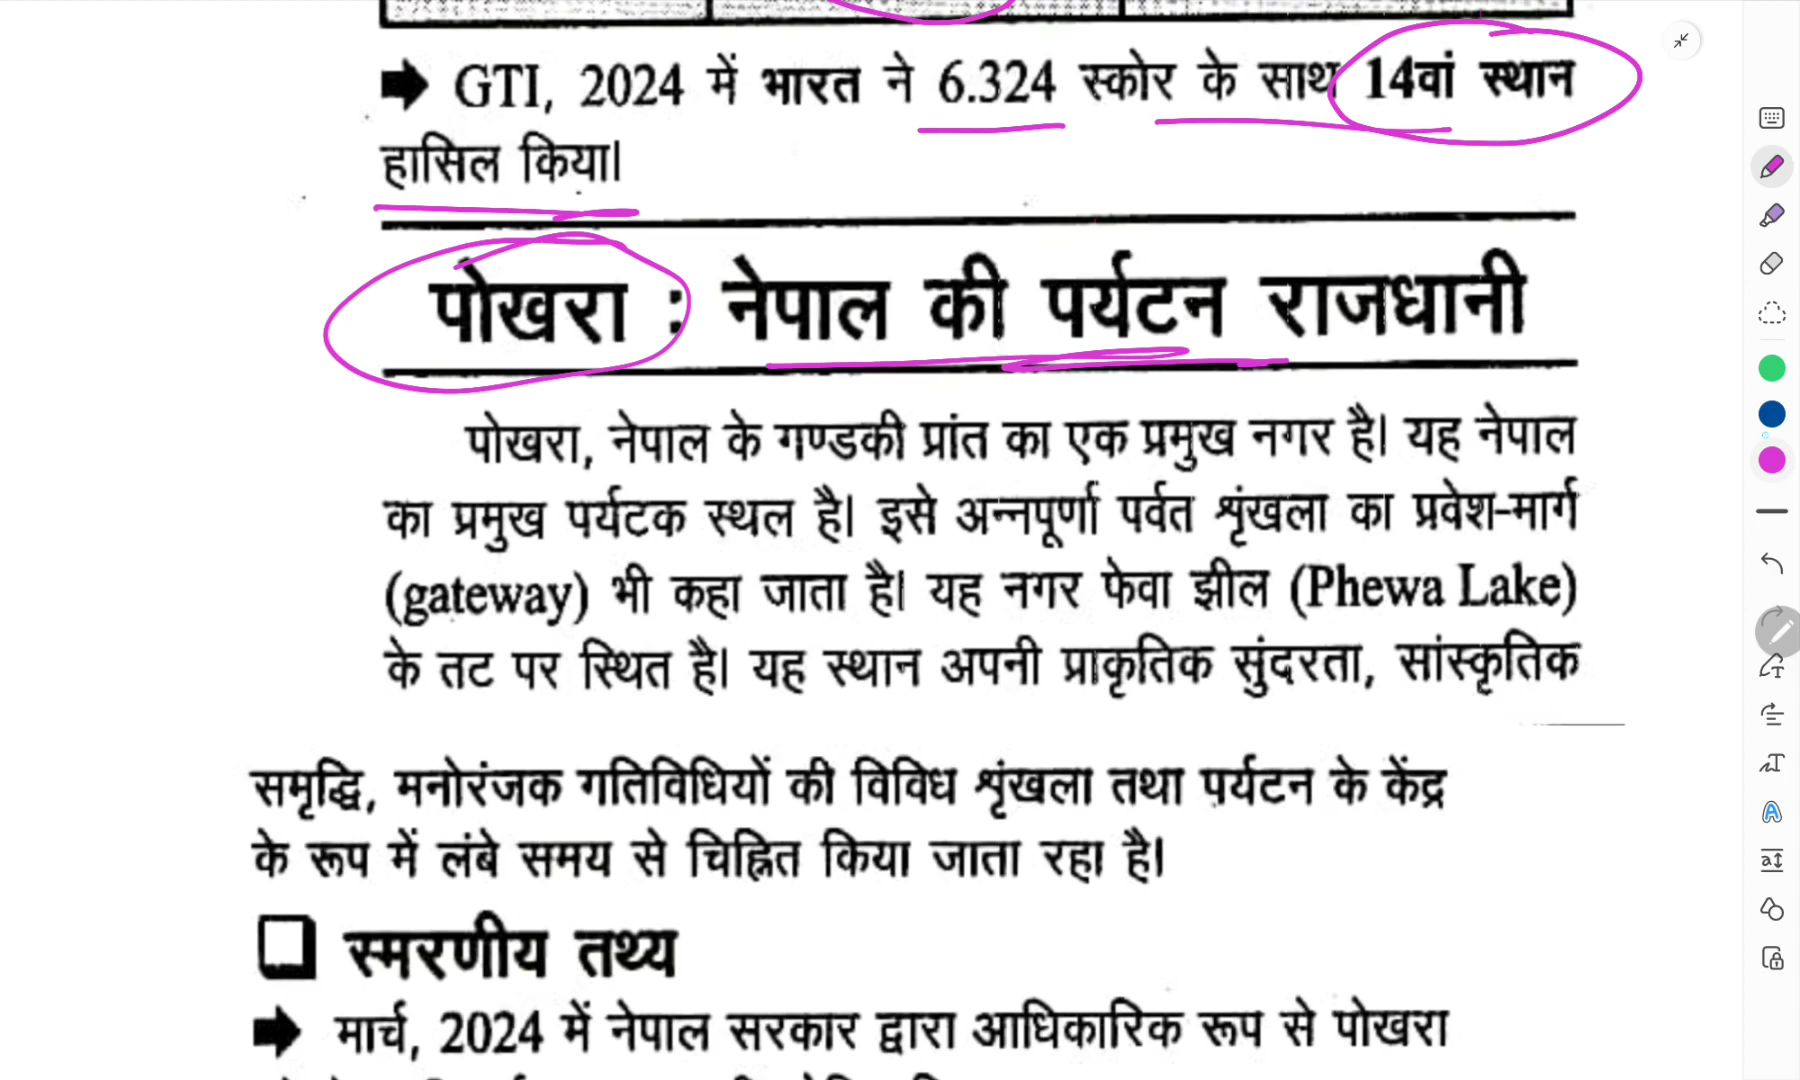 ➡ GTI, 2024 में भारत ने 6.324 स्कोर के साथ 14वां स्थान
हासिल किया।
पोखरा : नेपाल की पर्यटन राजधानी
पोखरा, नेपाल के गण्डकी प्रांत का एक प्रमुख नगर है। यह नेपाल
का प्रमुख पर्यटक स्थल है। इसे अन्नपूर्णा पर्वत शृंखला का प्रवेश-मार्ग
(gateway) भी कहा जाता है। यह नगर फेवा झील (Phewa Lake)
के तट पर स्थित है। यह स्थान अपनी प्राकृतिक सुंदरता, सांस्कृतिक
समृद्धि, मनोरंजक गतिविधियों की विविध शृंखला तथा पर्यटन के केंद्र
के रूप में लंबे समय से चिह्नित किया जाता रहा है।
❑ स्मरणीय तथ्य
➡ मार्च, 2024 में नेपाल सरकार द्वारा आधिकारिक रूप से पोखरा